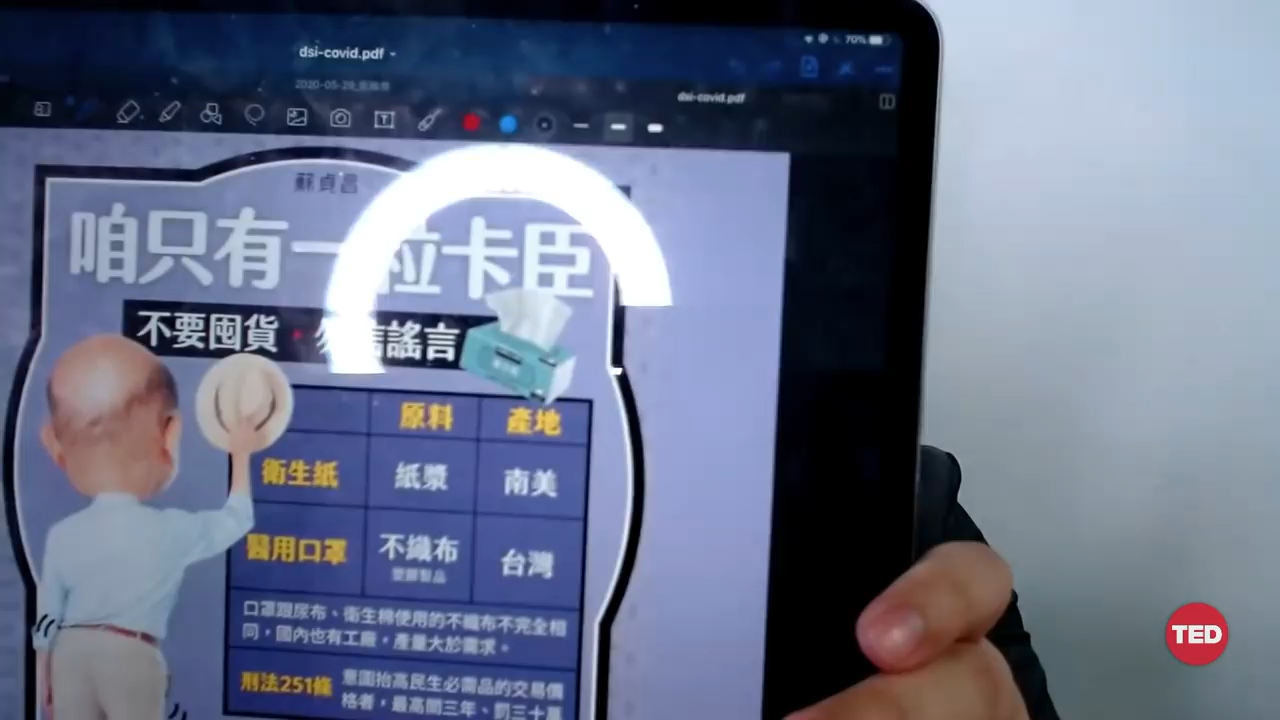 dsi-covid.pdf
70%
dsi-covid.pdf
T
蘇貞昌
咱只有一粒卡臣
不要囤貨 勿信謠言
原料 產地
衛生紙 紙漿 南美
醫用口罩 不織布 台灣
口罩跟尿布、衛生棉使用的不織布不完全相
同，國內也有工廠，產量大於需求。
刑法251條 意圖抬高民生必需品的交易價
格者，最高關三年、罰三十萬
TED